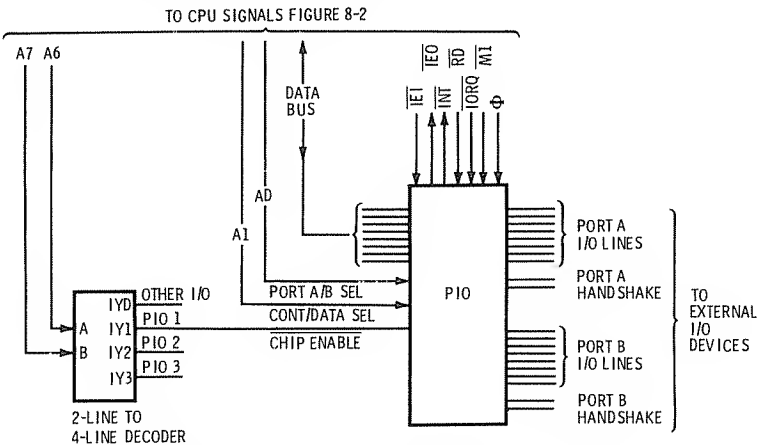 TO CPU SIGNALS FIGURE 8-2
A7 A6
DATA
BUS
IEI
IEO
INT
RD
IORQ
M1
Φ
AD
A1
PORT A
I/O LINES
PORT A
HANDSHAKE
PIO
TO
EXTERNAL
I/O
DEVICES
PORT B
I/O LINES
PORT B
HANDSHAKE
PORT A/B SEL
CONT/DATA SEL
CHIP ENABLE
A
B
IYD OTHER I/O
IY1 PIO 1
IY2 PIO 2
IY3 PIO 3
2-LINE TO
4-LINE DECODER